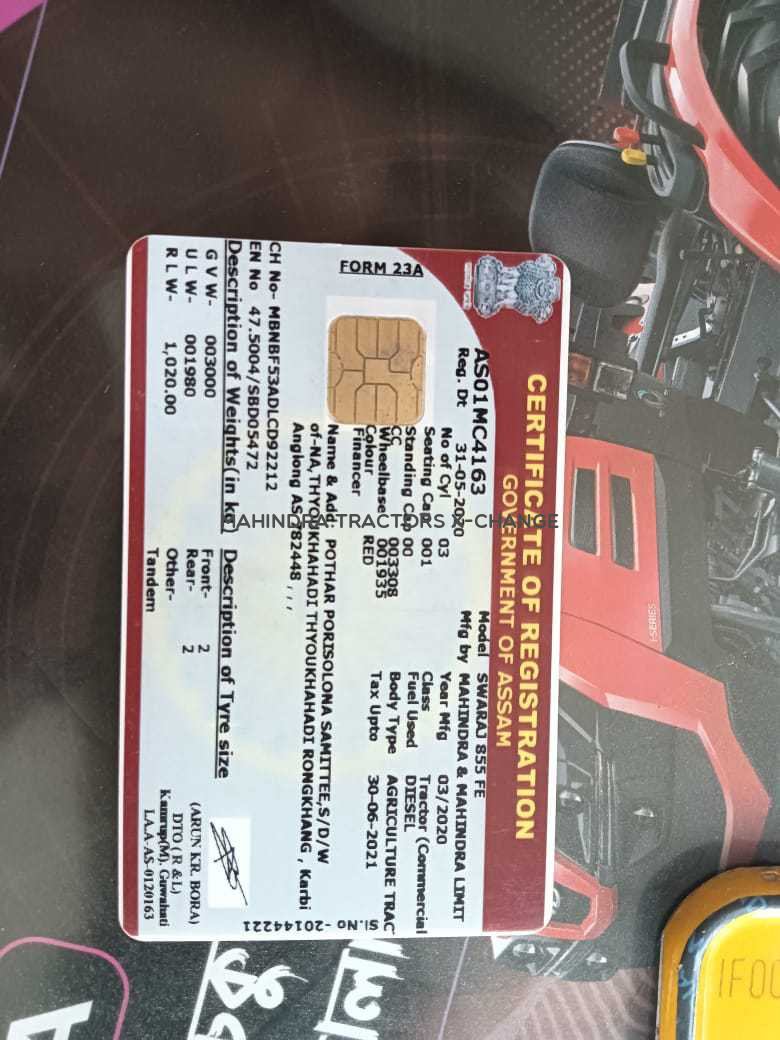 CERTIFICATE OF REGISTRATION
GOVERNMENT OF ASSAM
AS01MC4163
Reg. Dt 31-05-2020
Model SWARAJ 855 FE
Mfg by MAHINDRA & MAHINDRA LIMIT
FORM 23A
No of Cyl 03
Year Mfg 03/2020
Seating Cap 001
Class Tractor (Commercial
Standing Cap 00
Fuel Used DIESEL
CC 003308
Body Type AGRICULTURE TRAC
Wheelbase 001935
Tax Upto 30-06-2021
Colour RED
Financer
Name & Add: POTHAR PORISOLONA SAMITTEE,S/D/W
of-NA,THYOUKHAHADI THYOUKHAHADI RONGKHANG , Karbi
Anglong AS 782448 , , ,
CH No- MBNBF53ADLCD92212
EN No 47.5004/SBD05472
Description of Weights(in kg
Description of Tyre size
G V W- 003000
Front- 2
U L W- 001980
Rear- 2
R L W- 1,020.00
Other-
Tandem
(ARUN KR. BORA)
DTO ( R &L)
Kamrup(M), Guwahati
LAA-AS-0120163
Sl.No -20144221
MAHINDRA TRACTORS X-CHANGE
I-SERIES